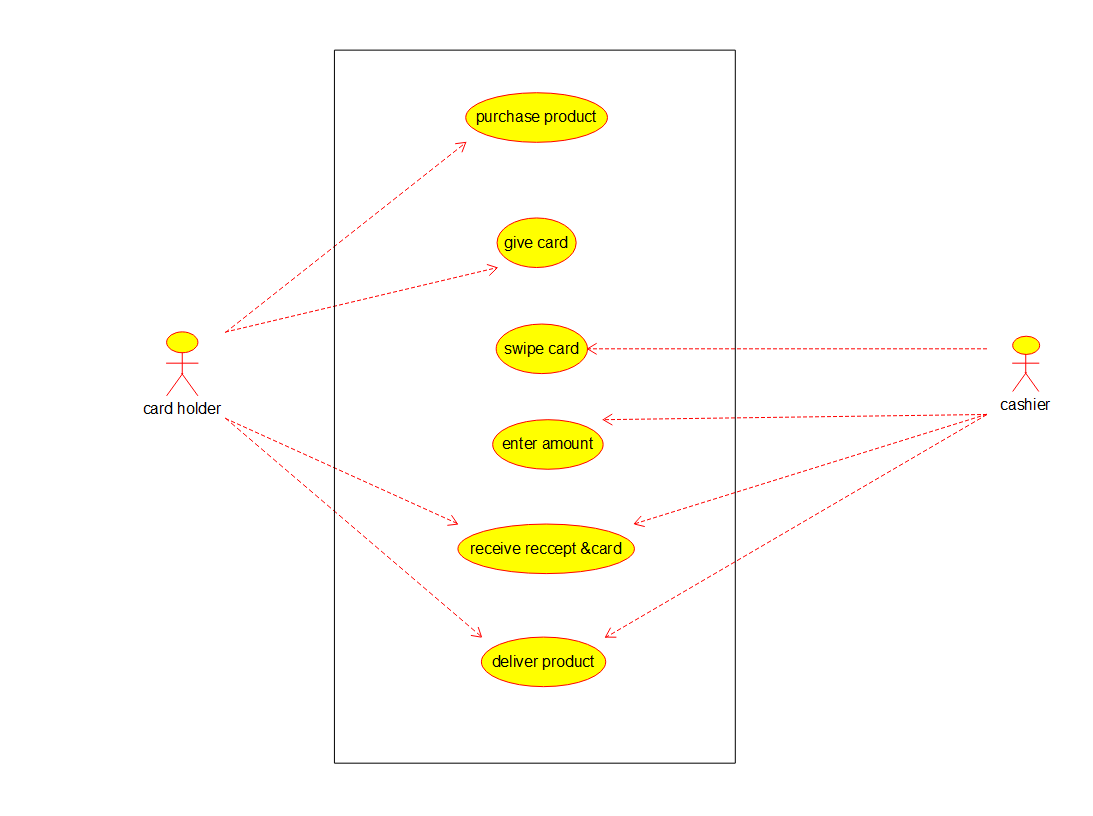 purchase product
give card
swipe card
card holder
cashier
enter amount
receive reccept &card
deliver product